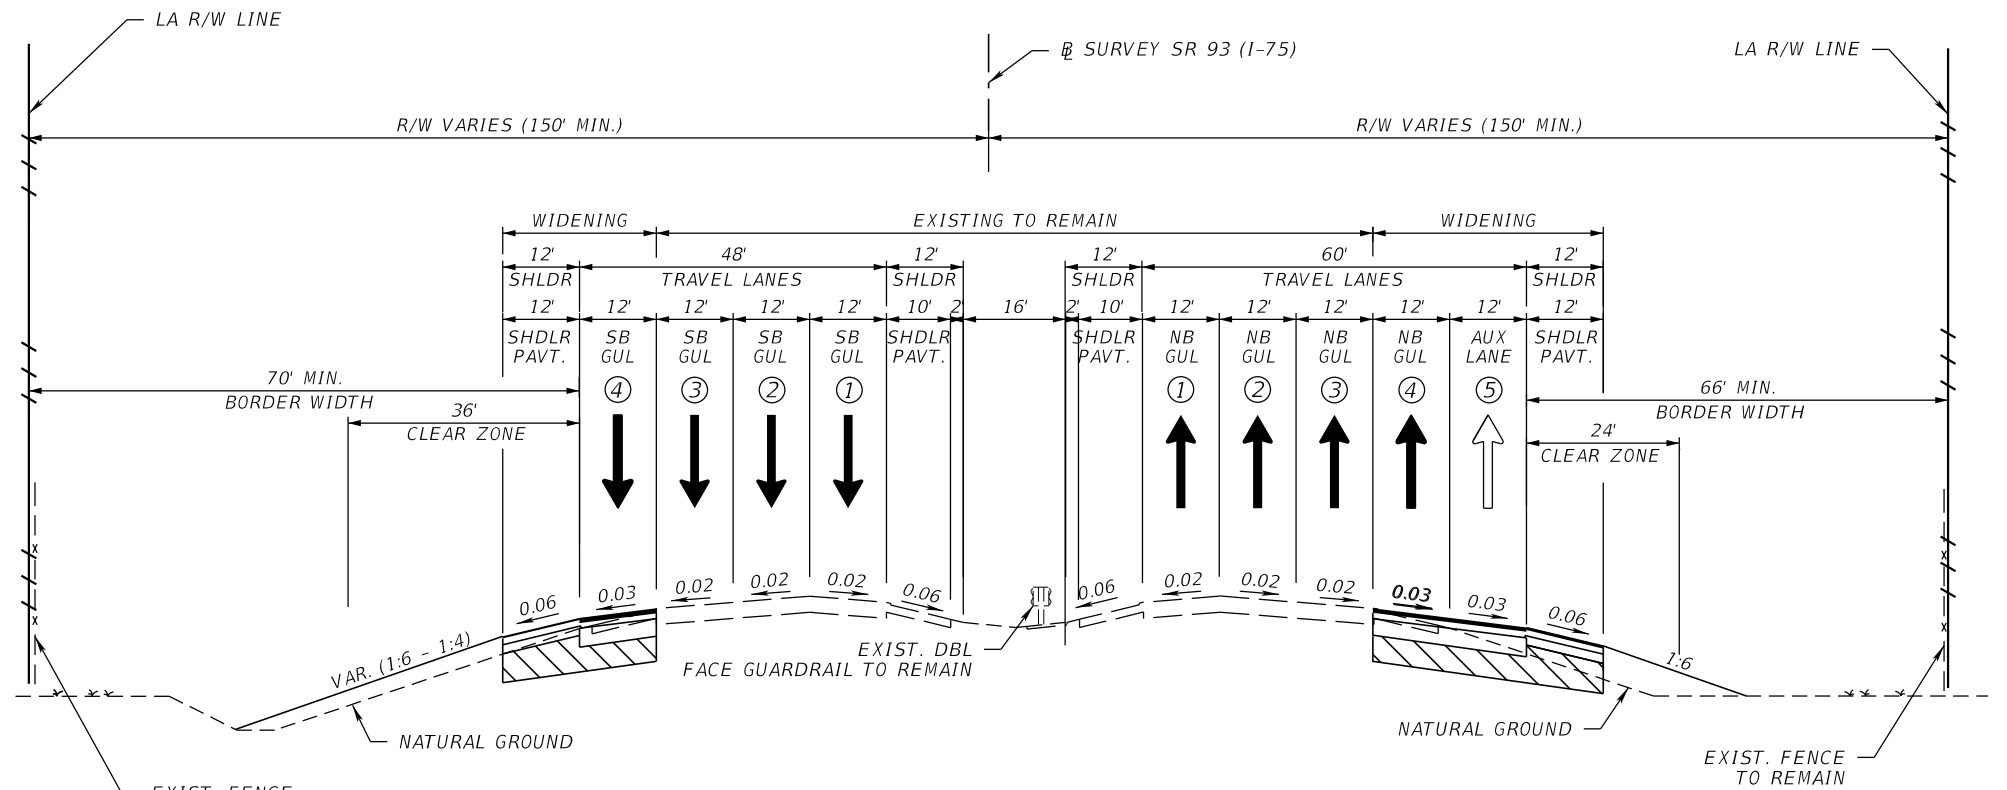 LA R/W LINE
BL SURVEY SR 93 (I-75)
LA R/W LINE
R/W VARIES (150' MIN.)
R/W VARIES (150' MIN.)
WIDENING
EXISTING TO REMAIN
WIDENING
12'
48'
12'
12'
60'
12'
SHLDR
TRAVEL LANES
SHLDR
SHLDR
TRAVEL LANES
SHLDR
12'
12'
12'
12'
12'
10'
2'
16'
2'
10'
12'
12'
12'
12'
12'
12'
SHDLR
PAVT.
SB
GUL
4
SB
GUL
3
SB
GUL
2
SB
GUL
1
SHDLR
PAVT.
SHDLR
PAVT.
NB
GUL
1
NB
GUL
2
NB
GUL
3
NB
GUL
4
AUX
LANE
5
SHDLR
PAVT.
70' MIN.
BORDER WIDTH
36'
CLEAR ZONE
66' MIN.
BORDER WIDTH
24'
CLEAR ZONE
0.06
0.03
0.02
0.02
0.02
0.06
0.06
0.02
0.02
0.02
0.03
0.03
0.06
VAR. (1:6 - 1:4)
1:6
EXIST. DBL
FACE GUARDRAIL TO REMAIN
NATURAL GROUND
NATURAL GROUND
EXIST. FENCE
TO REMAIN
EXIST. FENCE